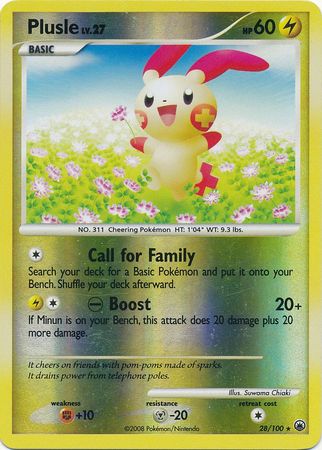 Plusle LV.27 HP 60
BASIC
NO. 311 Cheering Pokémon HT: 1'04" WT: 9.3 lbs.
Call for Family
Search your deck for a Basic Pokémon and put it onto your
Bench. Shuffle your deck afterward.
Boost 20+
If Minun is on your Bench, this attack does 20 damage plus 20
more damage.
It cheers on friends with pom-poms made of sparks.
It drains power from telephone poles.
Illus. Suwama Chiaki
weakness resistance retreat cost
+10 -20
©2008 Pokémon/Nintendo 28/100 ★